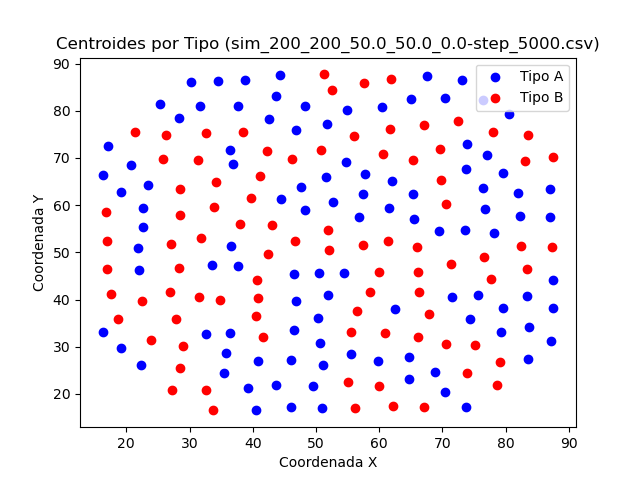 Centroides por Tipo (sim_200_200_50.0_50.0_0.0-step_5000.csv)
90
80
70
60
50
40
30
20
Coordenada Y
Tipo A
Tipo B
20 30 40 50 60 70 80 90
Coordenada X